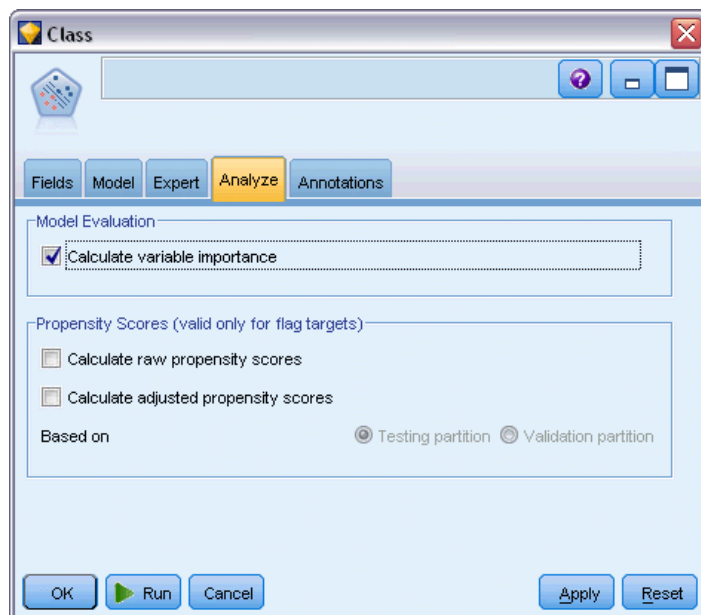 Class
?
Fields Model Expert Analyze Annotations
Model Evaluation
Calculate variable importance
Propensity Scores (valid only for flag targets)
Calculate raw propensity scores
Calculate adjusted propensity scores
Based on Testing partition Validation partition
OK Run Cancel Apply Reset